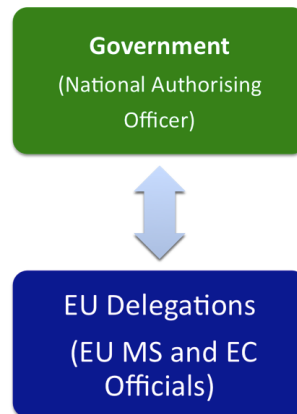 Government
(National Authorising
Officer)
EU Delegations
(EU MS and EC
Officials)